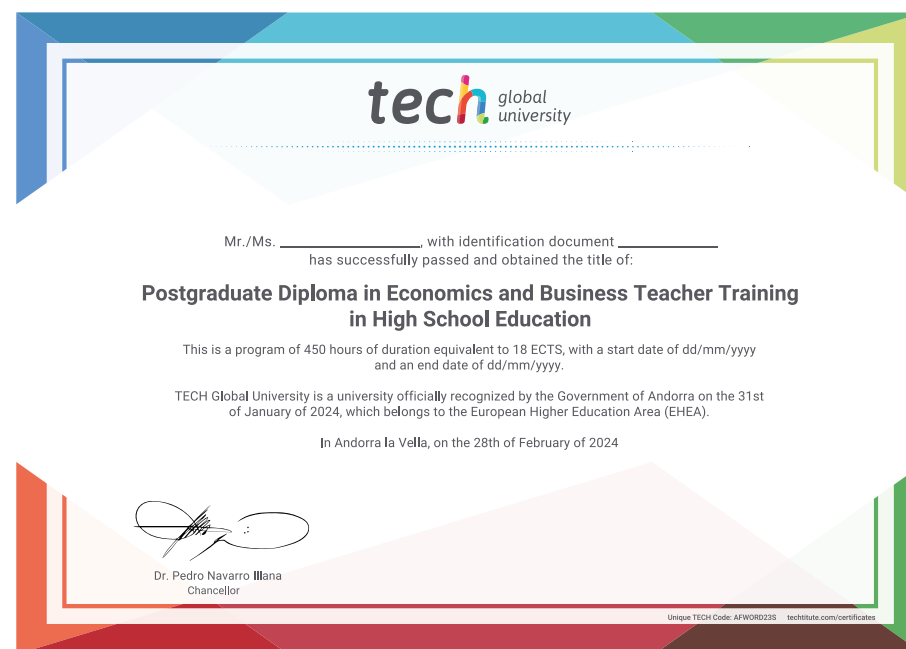 tech global university
Mr./Ms. ____________, with identification document ____________
has successfully passed and obtained the title of:
Postgraduate Diploma in Economics and Business Teacher Training
in High School Education
This is a program of 450 hours of duration equivalent to 18 ECTS, with a start date of dd/mm/yyyy
and an end date of dd/mm/yyyy.
TECH Global University is a university officially recognized by the Government of Andorra on the 31st
of January of 2024, which belongs to the European Higher Education Area (EHEA).
In Andorra la Vella, on the 28th of February of 2024
Dr. Pedro Navarro Illana
Chancellor
Unique TECH Code: AFWORD23S techtitute.com/certificates